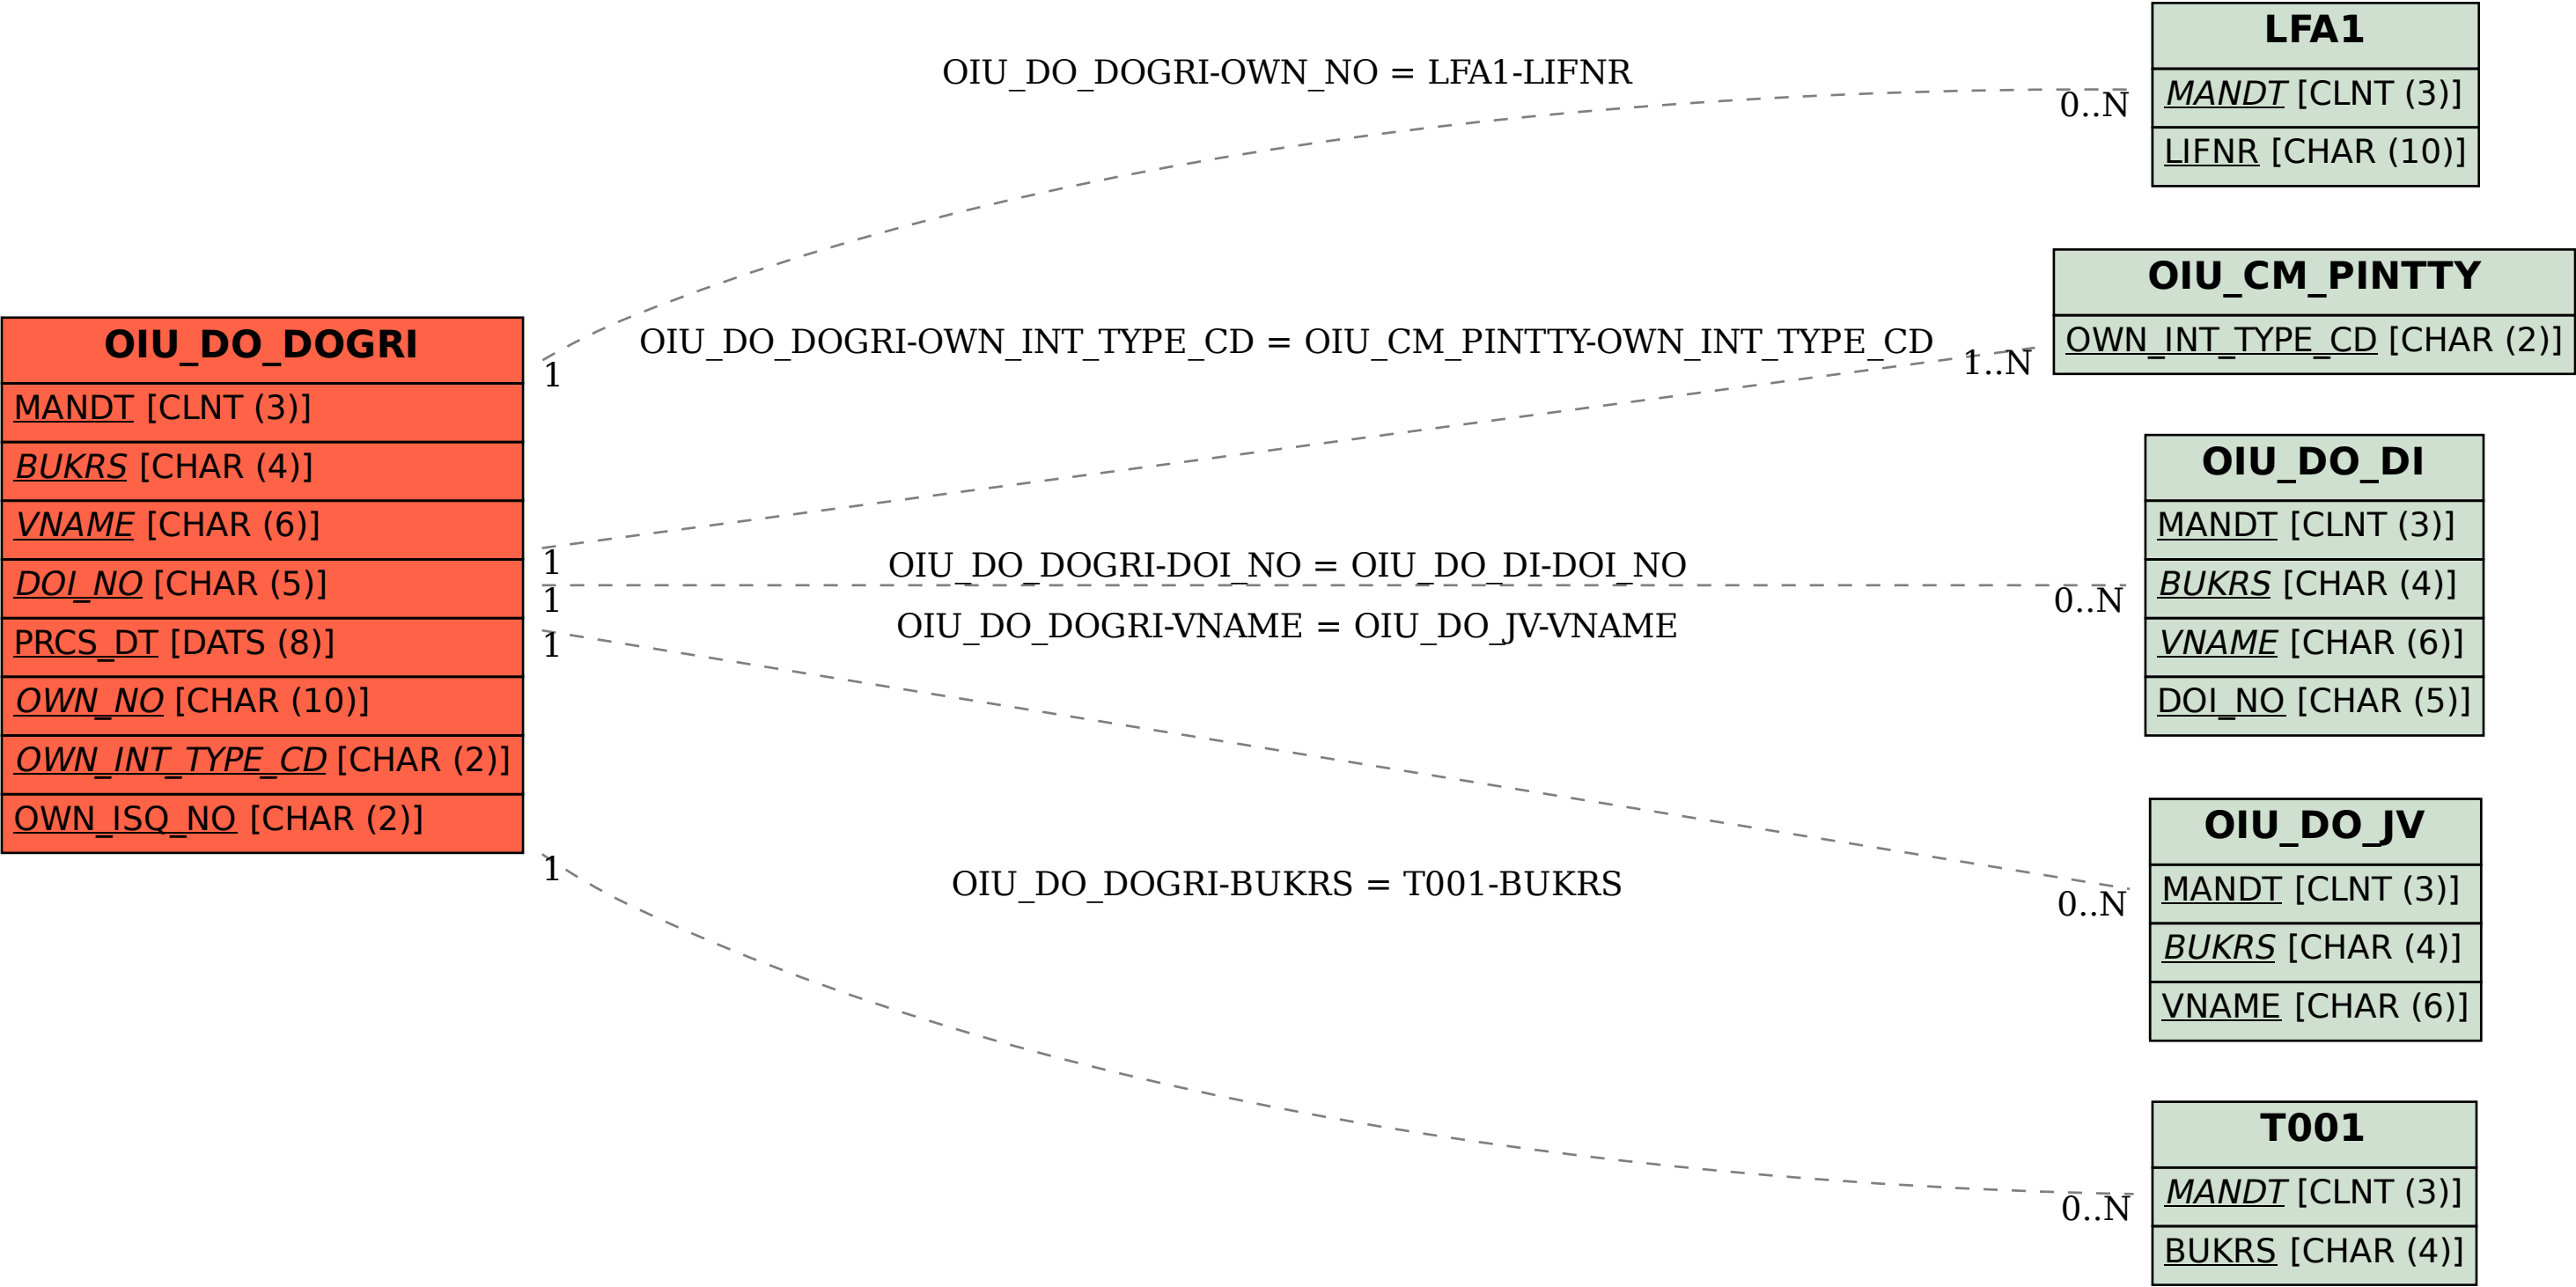 OIU_DO_DOGRI
MANDT [CLNT (3)]
BUKRS [CHAR (4)]
VNAME [CHAR (6)]
DOI_NO [CHAR (5)]
PRCS_DT [DATS (8)]
OWN_NO [CHAR (10)]
OWN_INT_TYPE_CD [CHAR (2)]
OWN_ISQ_NO [CHAR (2)]
OIU_DO_DOGRI-OWN_NO = LFA1-LIFNR
1
0..N
OIU_DO_DOGRI-OWN_INT_TYPE_CD = OIU_CM_PINTTY-OWN_INT_TYPE_CD
1
1..N
OIU_DO_DOGRI-DOI_NO = OIU_DO_DI-DOI_NO
1
0..N
OIU_DO_DOGRI-VNAME = OIU_DO_JV-VNAME
1
0..N
OIU_DO_DOGRI-BUKRS = T001-BUKRS
1
0..N
LFA1
MANDT [CLNT (3)]
LIFNR [CHAR (10)]
OIU_CM_PINTTY
OWN_INT_TYPE_CD [CHAR (2)]
OIU_DO_DI
MANDT [CLNT (3)]
BUKRS [CHAR (4)]
VNAME [CHAR (6)]
DOI_NO [CHAR (5)]
OIU_DO_JV
MANDT [CLNT (3)]
BUKRS [CHAR (4)]
VNAME [CHAR (6)]
T001
MANDT [CLNT (3)]
BUKRS [CHAR (4)]